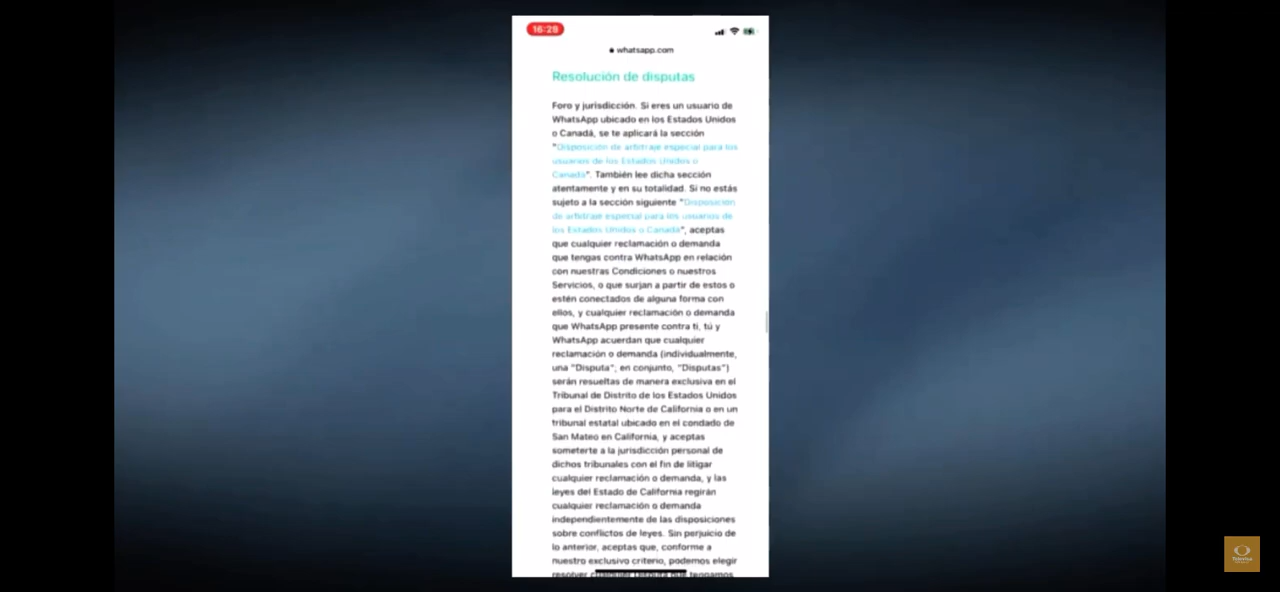 16:28
whatsapp.com
Resolución de disputas
Foro y jurisdicción. Si eres un usuario de
WhatsApp ubicado en los Estados Unidos
o Canadá, se te aplicará la sección
"Disposición de arbitraje especial para los
usuarios de los Estados Unidos o
Canadá". También lee dicha sección
atentamente y en su totalidad. Si no estás
sujeto a la sección siguiente "Disposición
de arbitraje especial para los usuarios de
los Estados Unidos o Canadá", aceptas
que cualquier reclamación o demanda
que tengas contra WhatsApp en relación
con nuestras Condiciones o nuestros
Servicios, o que surjan a partir de estos o
estén conectados de alguna forma con
ellos, y cualquier reclamación o demanda
que WhatsApp presente contra ti, tú y
WhatsApp acuerdan que cualquier
reclamación o demanda (individualmente,
una "Disputa", en conjunto, "Disputas")
serán resueltas de manera exclusiva en el
Tribunal de Distrito de los Estados Unidos
para el Distrito Norte de California o en un
tribunal estatal ubicado en el condado de
San Mateo en California, y aceptas
someterte a la jurisdicción personal de
dichos tribunales con el fin de litigar
cualquier reclamación o demanda, y las
leyes del Estado de California regirán
cualquier reclamación o demanda
independientemente de las disposiciones
sobre conflictos de leyes. Sin perjuicio de
lo anterior, aceptas que, conforme a
nuestro exclusivo criterio, podemos elegir
resolver cualquier Disputa que tengamos